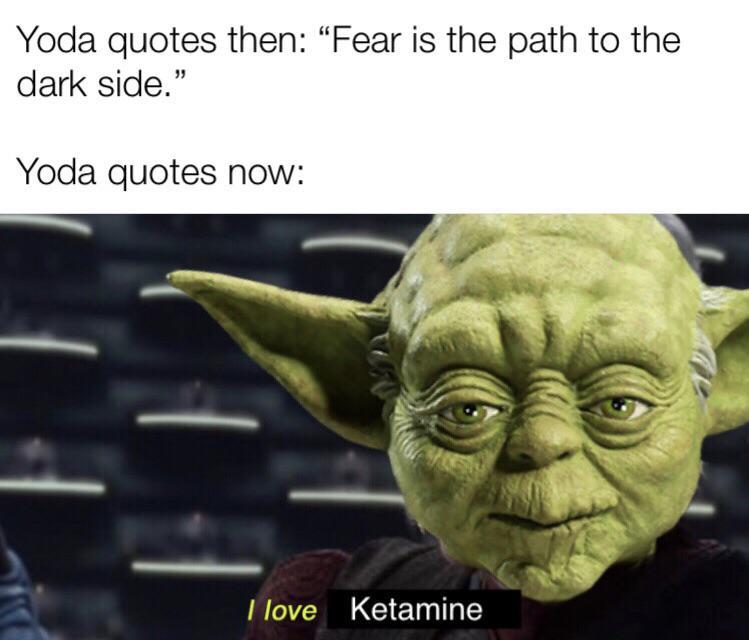 Yoda quotes then: “Fear is the path to the
dark side.”
Yoda quotes now:
I love Ketamine